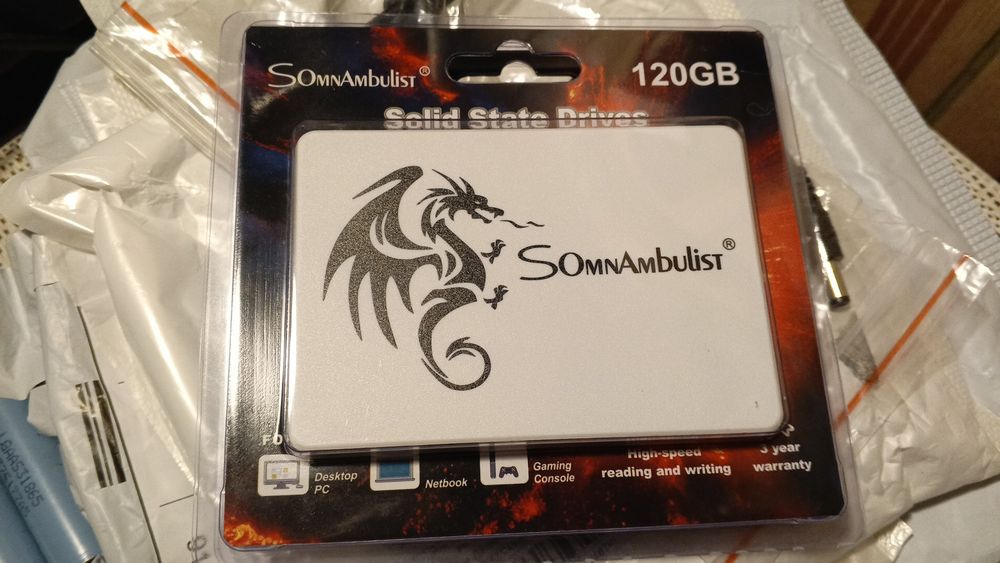 SOMNAMBULIST®
120GB
Solid State Drives
SOMNAMBULIST®
FO
Desktop
PC
Netbook
Gaming
Console
High-speed
reading and writing
3 year
warranty